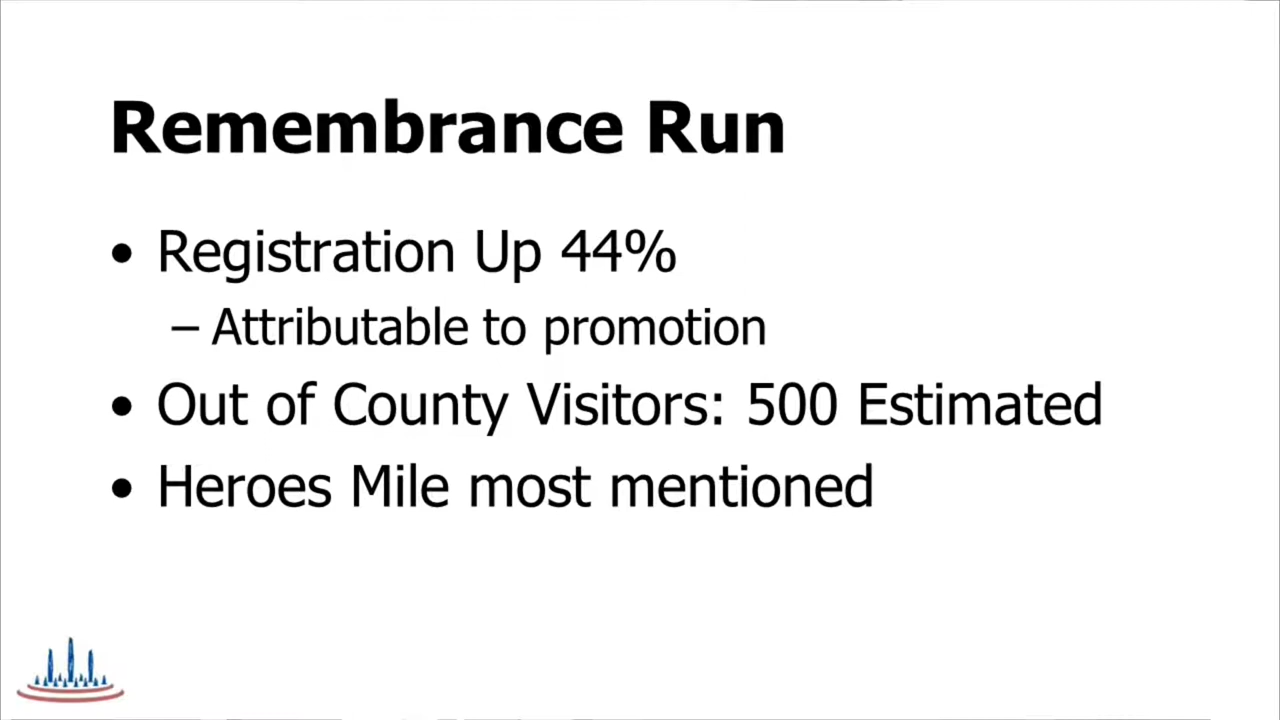 Remembrance Run
• Registration Up 44%
– Attributable to promotion
• Out of County Visitors: 500 Estimated
• Heroes Mile most mentioned